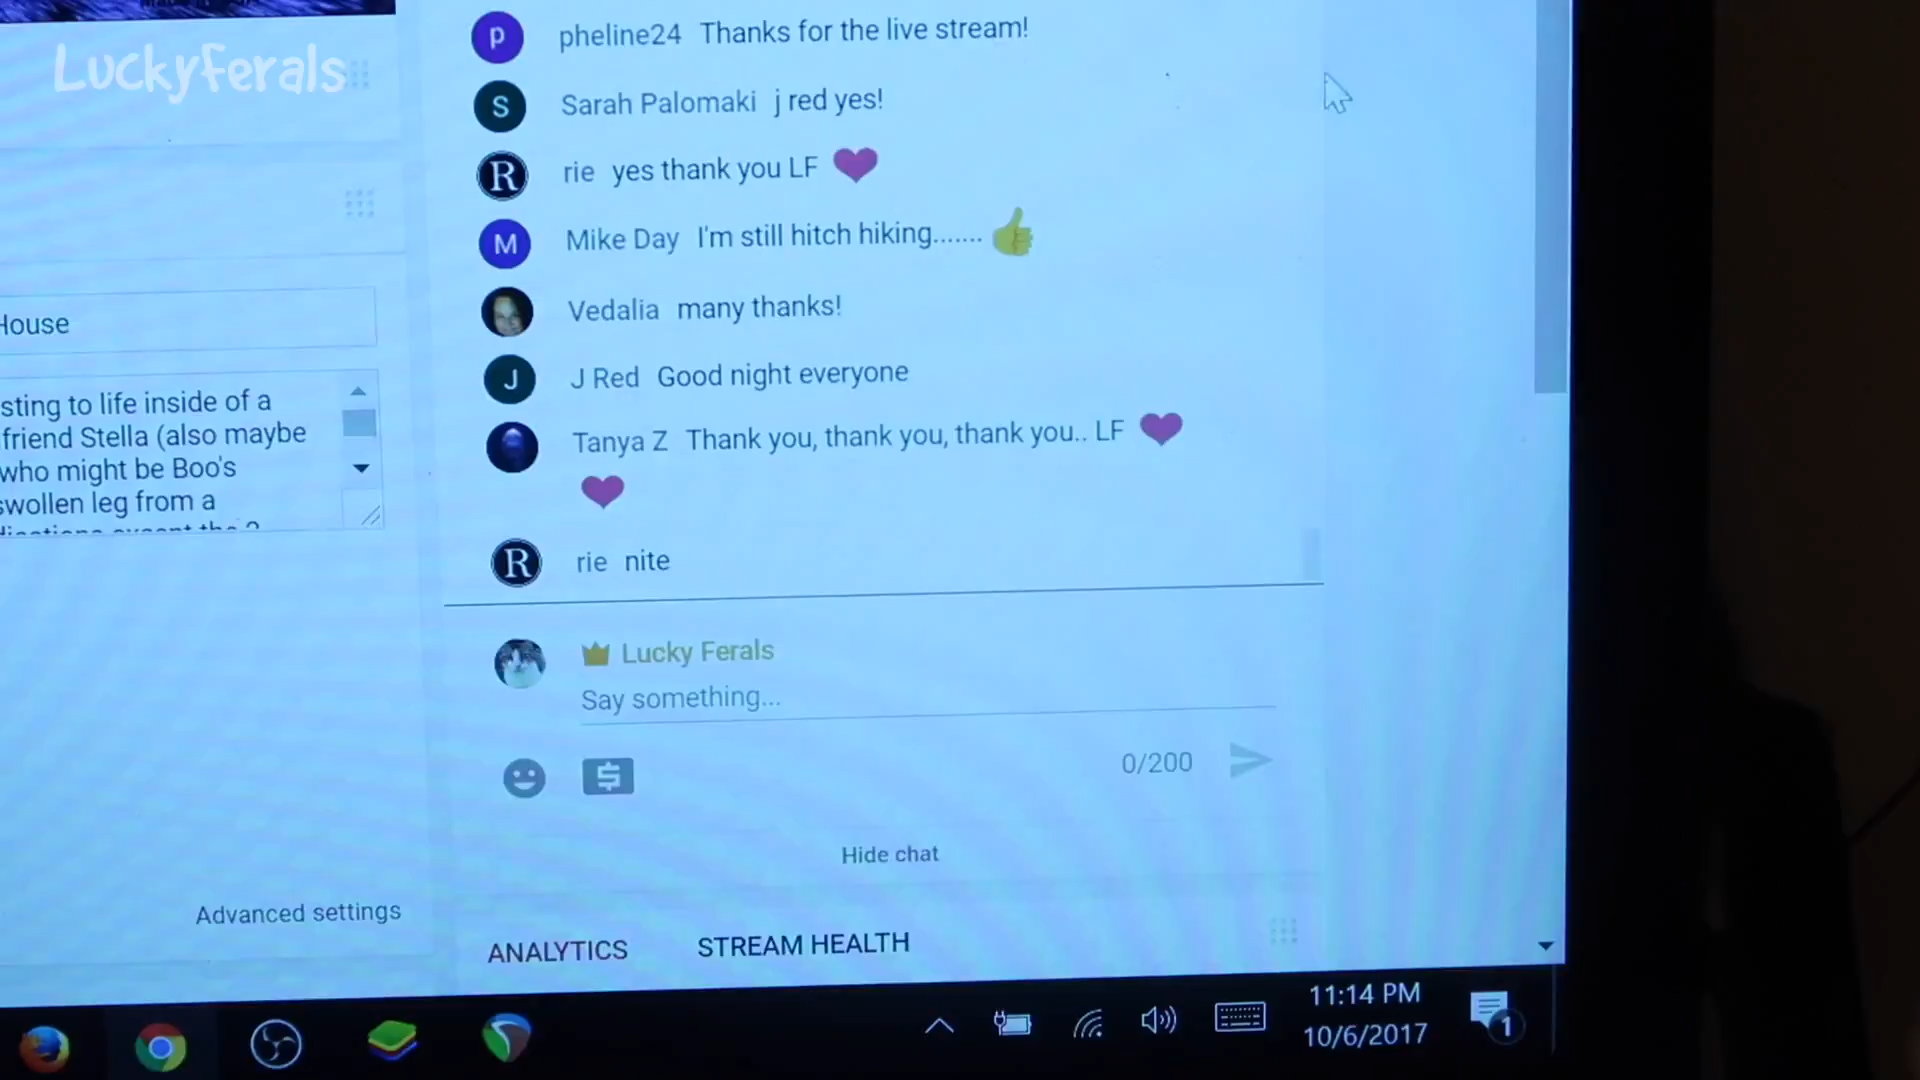 LuckyFerals
p pheline24 Thanks for the live stream!
S Sarah Palomaki j red yes!
R rie yes thank you LF
M Mike Day I'm still hitch hiking.......
Vedalia many thanks!
J J Red Good night everyone
Tanya Z Thank you, thank you, thank you.. LF
R rie nite
House
sting to life inside of a
friend Stella (also maybe
who might be Boo's
swollen leg from a
Lucky Ferals
Say something...
0/200
Hide chat
Advanced settings
ANALYTICS STREAM HEALTH
11:14 PM
10/6/2017
1